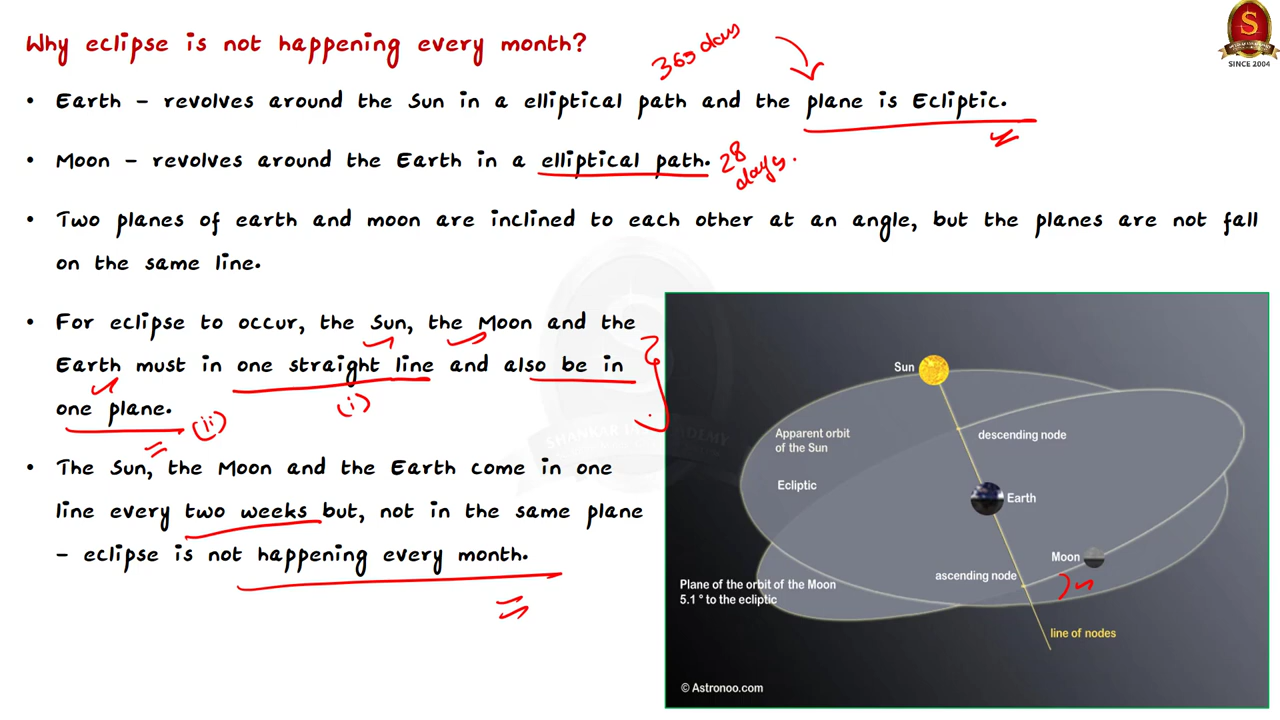 Why eclipse is not happening every month?
365 days
SINCE 2004
• Earth – revolves around the Sun in a elliptical path and the plane is Ecliptic.
• Moon – revolves around the Earth in a elliptical path.
28 days.
• Two planes of earth and moon are inclined to each other at an angle, but the planes are not fall
on the same line.
• For eclipse to occur, the Sun, the Moon and the
Earth must in one straight line and also be in
(i)
one plane.
(ii)
• The Sun, the Moon and the Earth come in one
line every two weeks but, not in the same plane
– eclipse is not happening every month.
Sun
Apparent orbit
of the Sun
descending node
Ecliptic
Earth
Moon
ascending node
Plane of the orbit of the Moon
5.1 ° to the ecliptic
line of nodes
© Astronoo.com